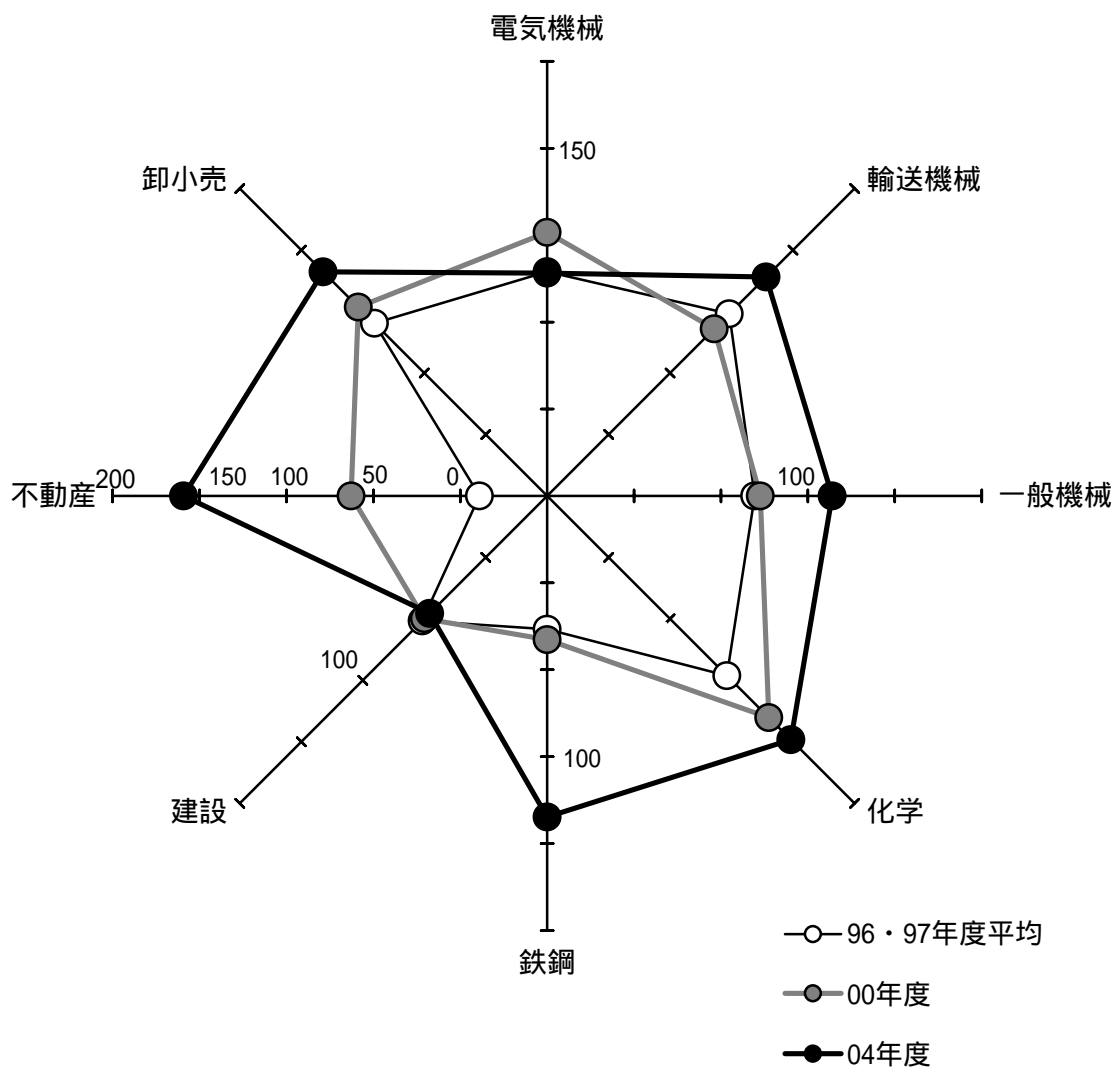 電気機械
150
卸小売
輸送機械
不動産
200
150
100
50
0
100
一般機械
100
建設
100
化学
鉄鋼
96・97年度平均
00年度
04年度